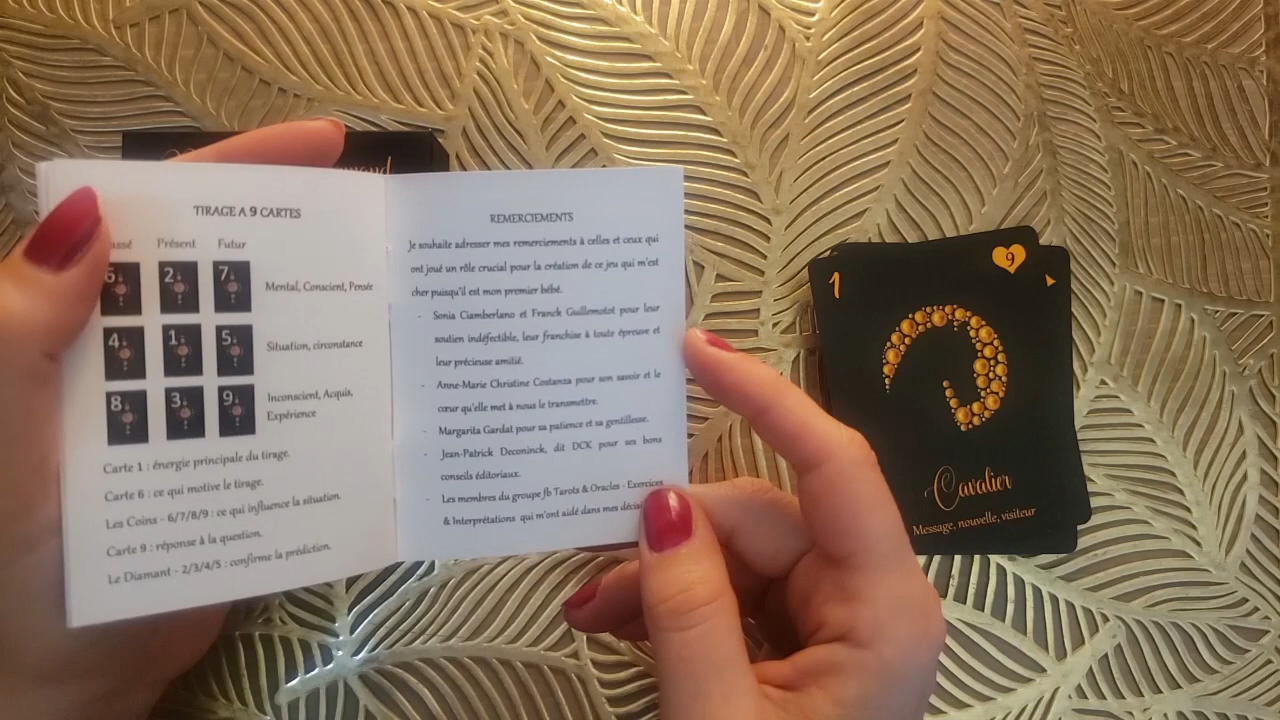 TIRAGE A 9 CARTES
Présent Futur
6 2 7 Mental, Conscient, Pensée
4 1 5 Situation, circonstance
8 3 9 Inconscient, Acquis,
Expérience
Carte 1 : énergie principale du tirage.
Carte 6 : ce qui motive le tirage.
Les Coins - 6/7/8/9 : ce qui influence la situation.
Carte 9 : réponse à la question.
Le Diamant - 2/3/4/5 : confirme la prédiction.
REMERCIEMENTS
Je souhaite adresser mes remerciements à celles et ceux qui
ont joué un rôle crucial pour la création de ce jeu qui m'est
cher puisqu'il est mon premier bébé.
- Sonia Ciamberlano et Franck Guillemotot pour leur
soutien indéfectible, leur franchise à toute épreuve et
leur précieuse amitié.
- Anne-Marie Christine Costanza pour son savoir et le
cœur qu'elle met à nous le transmettre.
- Margarita Gardat pour sa patience et sa gentillesse.
- Jean-Patrick Deconinck, dit DCK pour ses bons
conseils éditoriaux.
- Les membres du groupe fb Tarots & Oracles - Exercices
& Interprétations qui m'ont aidé dans mes
1
9
Cavalier
Message, nouvelle, visiteur